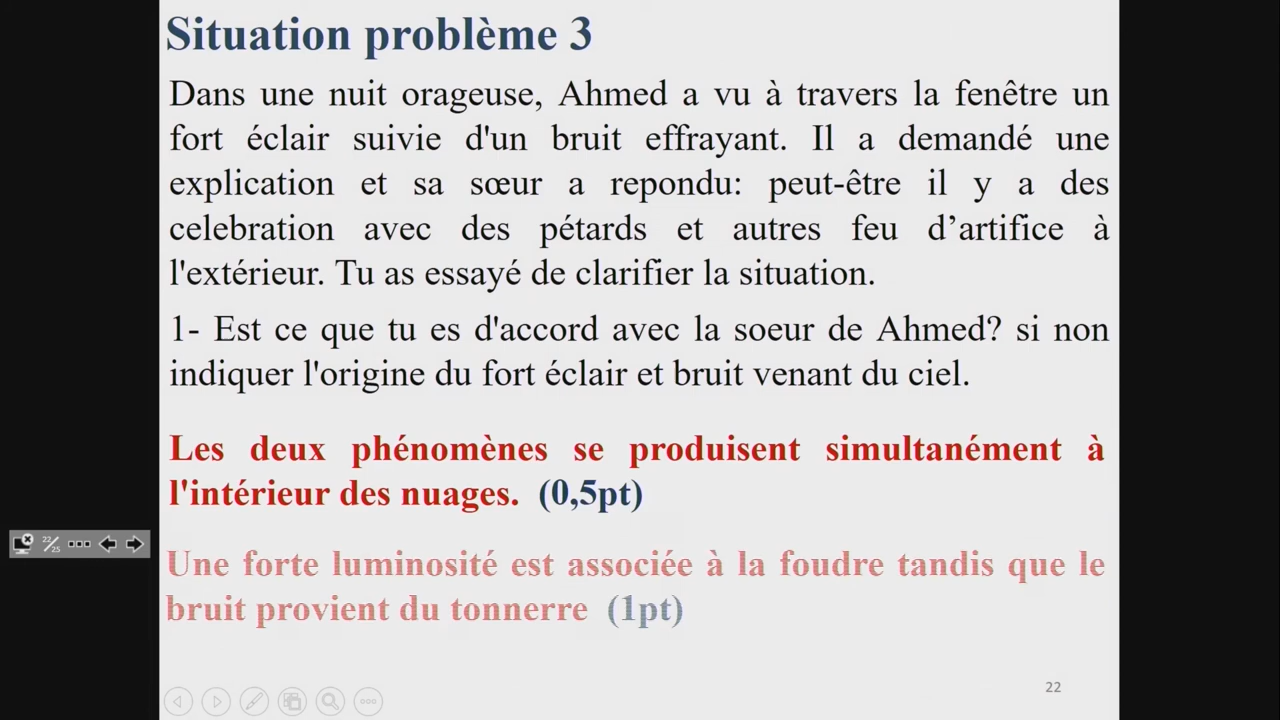 Situation problème 3
Dans une nuit orageuse, Ahmed a vu à travers la fenêtre un
fort éclair suivie d'un bruit effrayant. Il a demandé une
explication et sa sœur a repondu: peut-être il y a des
celebration avec des pétards et autres feu d’artifice à
l'extérieur. Tu as essayé de clarifier la situation.
1- Est ce que tu es d'accord avec la soeur de Ahmed? si non
indiquer l'origine du fort éclair et bruit venant du ciel.
Les deux phénomènes se produisent simultanément à
l'intérieur des nuages. (0,5pt)
22/25
Une forte luminosité est associée à la foudre tandis que le
bruit provient du tonnerre (1pt)
22